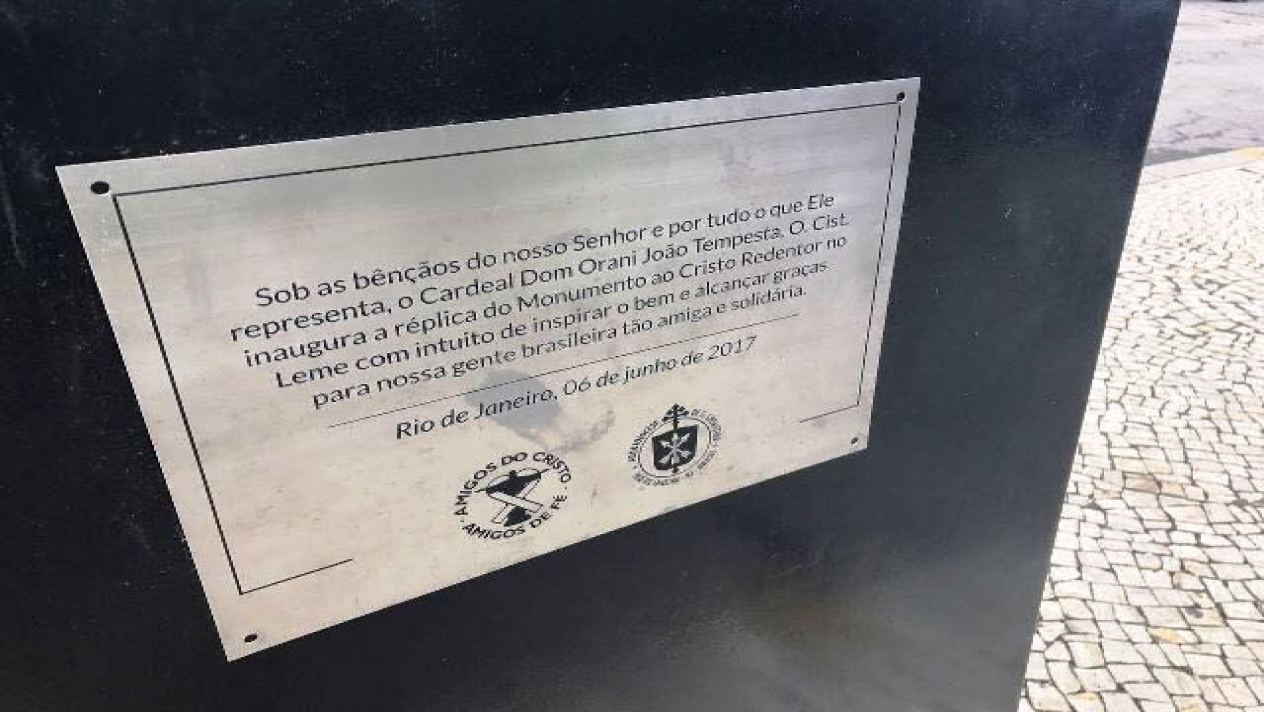 Sob as bênçãos do nosso Senhor e por tudo o que Ele
representa, o Cardeal Dom Orani João Tempesta, O. Cist.
inaugura a réplica do Monumento ao Cristo Redentor no
Leme com intuito de inspirar o bem e alcançar graças
para nossa gente brasileira tão amiga e solidária.
Rio de Janeiro, 06 de junho de 2017
AMIGOS DO CRISTO
AMIGOS DE FÉ